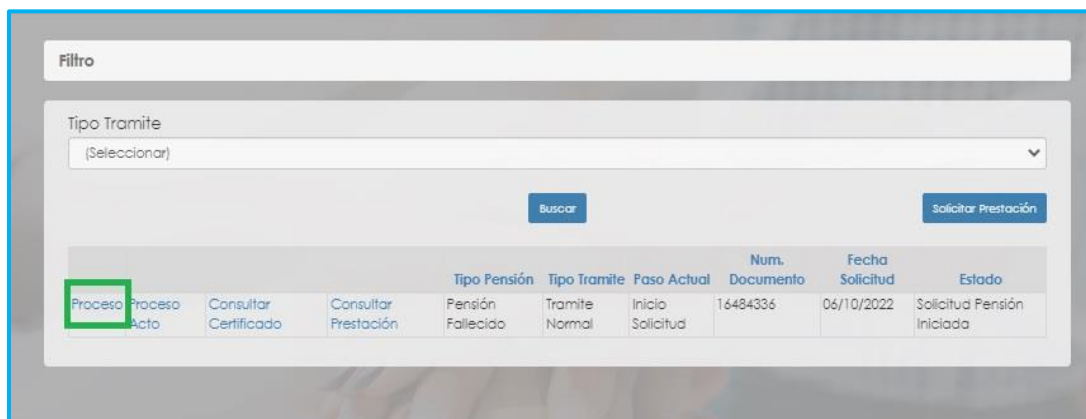 Filtro
Tipo Tramite
(Seleccionar)
Buscar
Solicitar Prestación
Tipo Pensión
Tipo Tramite
Paso Actual
Num.
Documento
Fecha
Solicitud
Estado
Proceso
Proceso
Acto
Consultar
Certificado
Consultar
Prestación
Pensión
Fallecido
Tramite
Normal
Inicio
Solicitud
16484336
06/10/2022
Solicitud Pensión
Iniciada